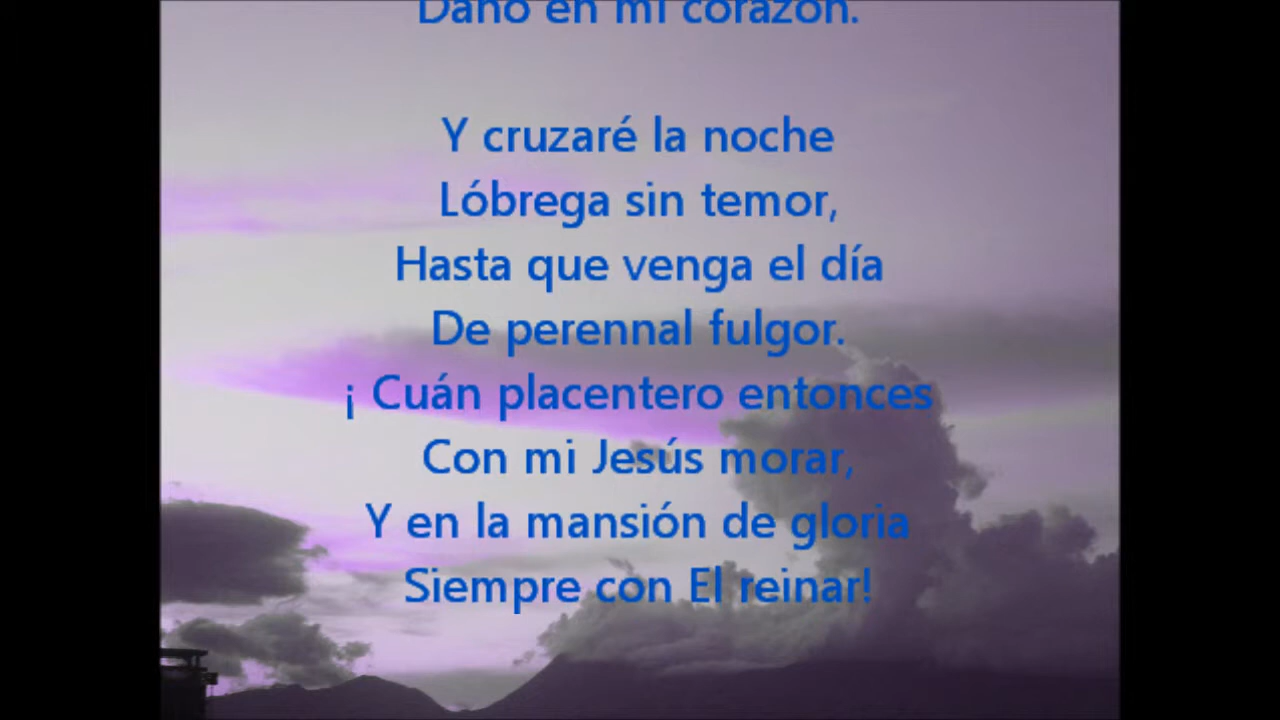 Daño en mi corazón.
Y cruzaré la noche
Lóbrega sin temor,
Hasta que venga el día
De perennal fulgor.
¡ Cuán placentero entonces
Con mi Jesús morar,
Y en la mansión de gloria
Siempre con El reinar!